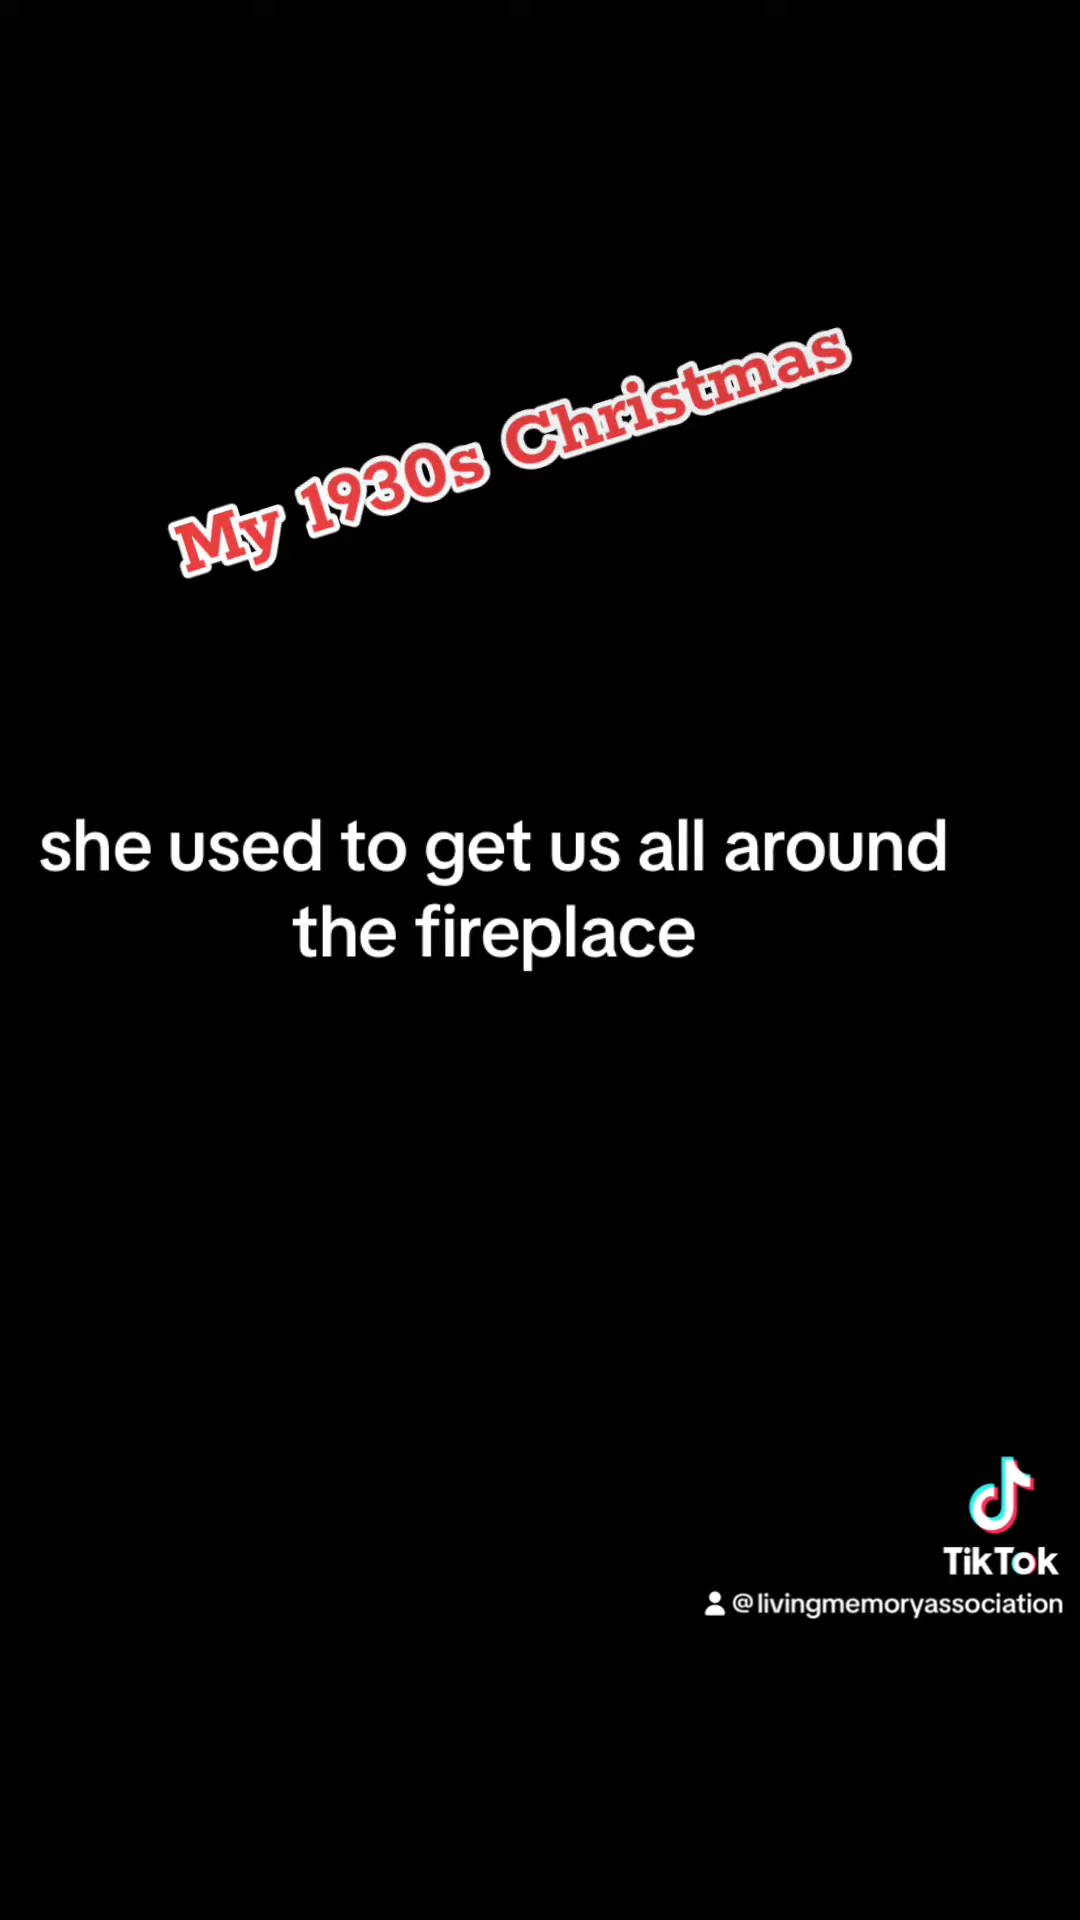 My 1930s Christmas
she used to get us all around
the fireplace
TikTok
@livingmemoryassociation